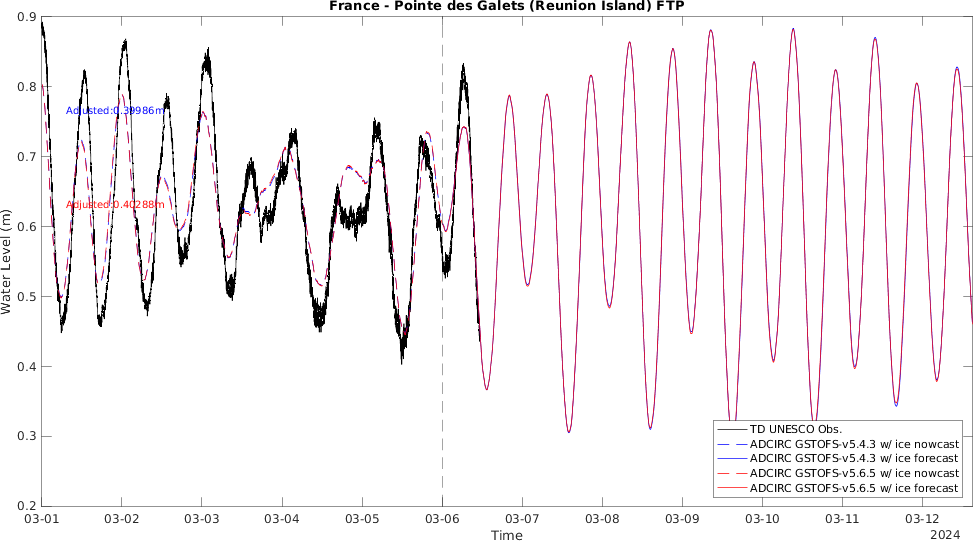 France - Pointe des Galets (Reunion Island) FTP
0.9
0.8
0.7
0.6
0.5
0.4
0.3
0.2
Water Level (m)
Adjusted:0.39986m
Adjusted:0.40288m
TD UNESCO Obs.
ADCIRC GSTOFS-v5.4.3 w/ ice nowcast
ADCIRC GSTOFS-v5.4.3 w/ ice forecast
ADCIRC GSTOFS-v5.6.5 w/ ice nowcast
ADCIRC GSTOFS-v5.6.5 w/ ice forecast
03-01 03-02 03-03 03-04 03-05 03-06 03-07 03-08 03-09 03-10 03-11 03-12
Time
2024